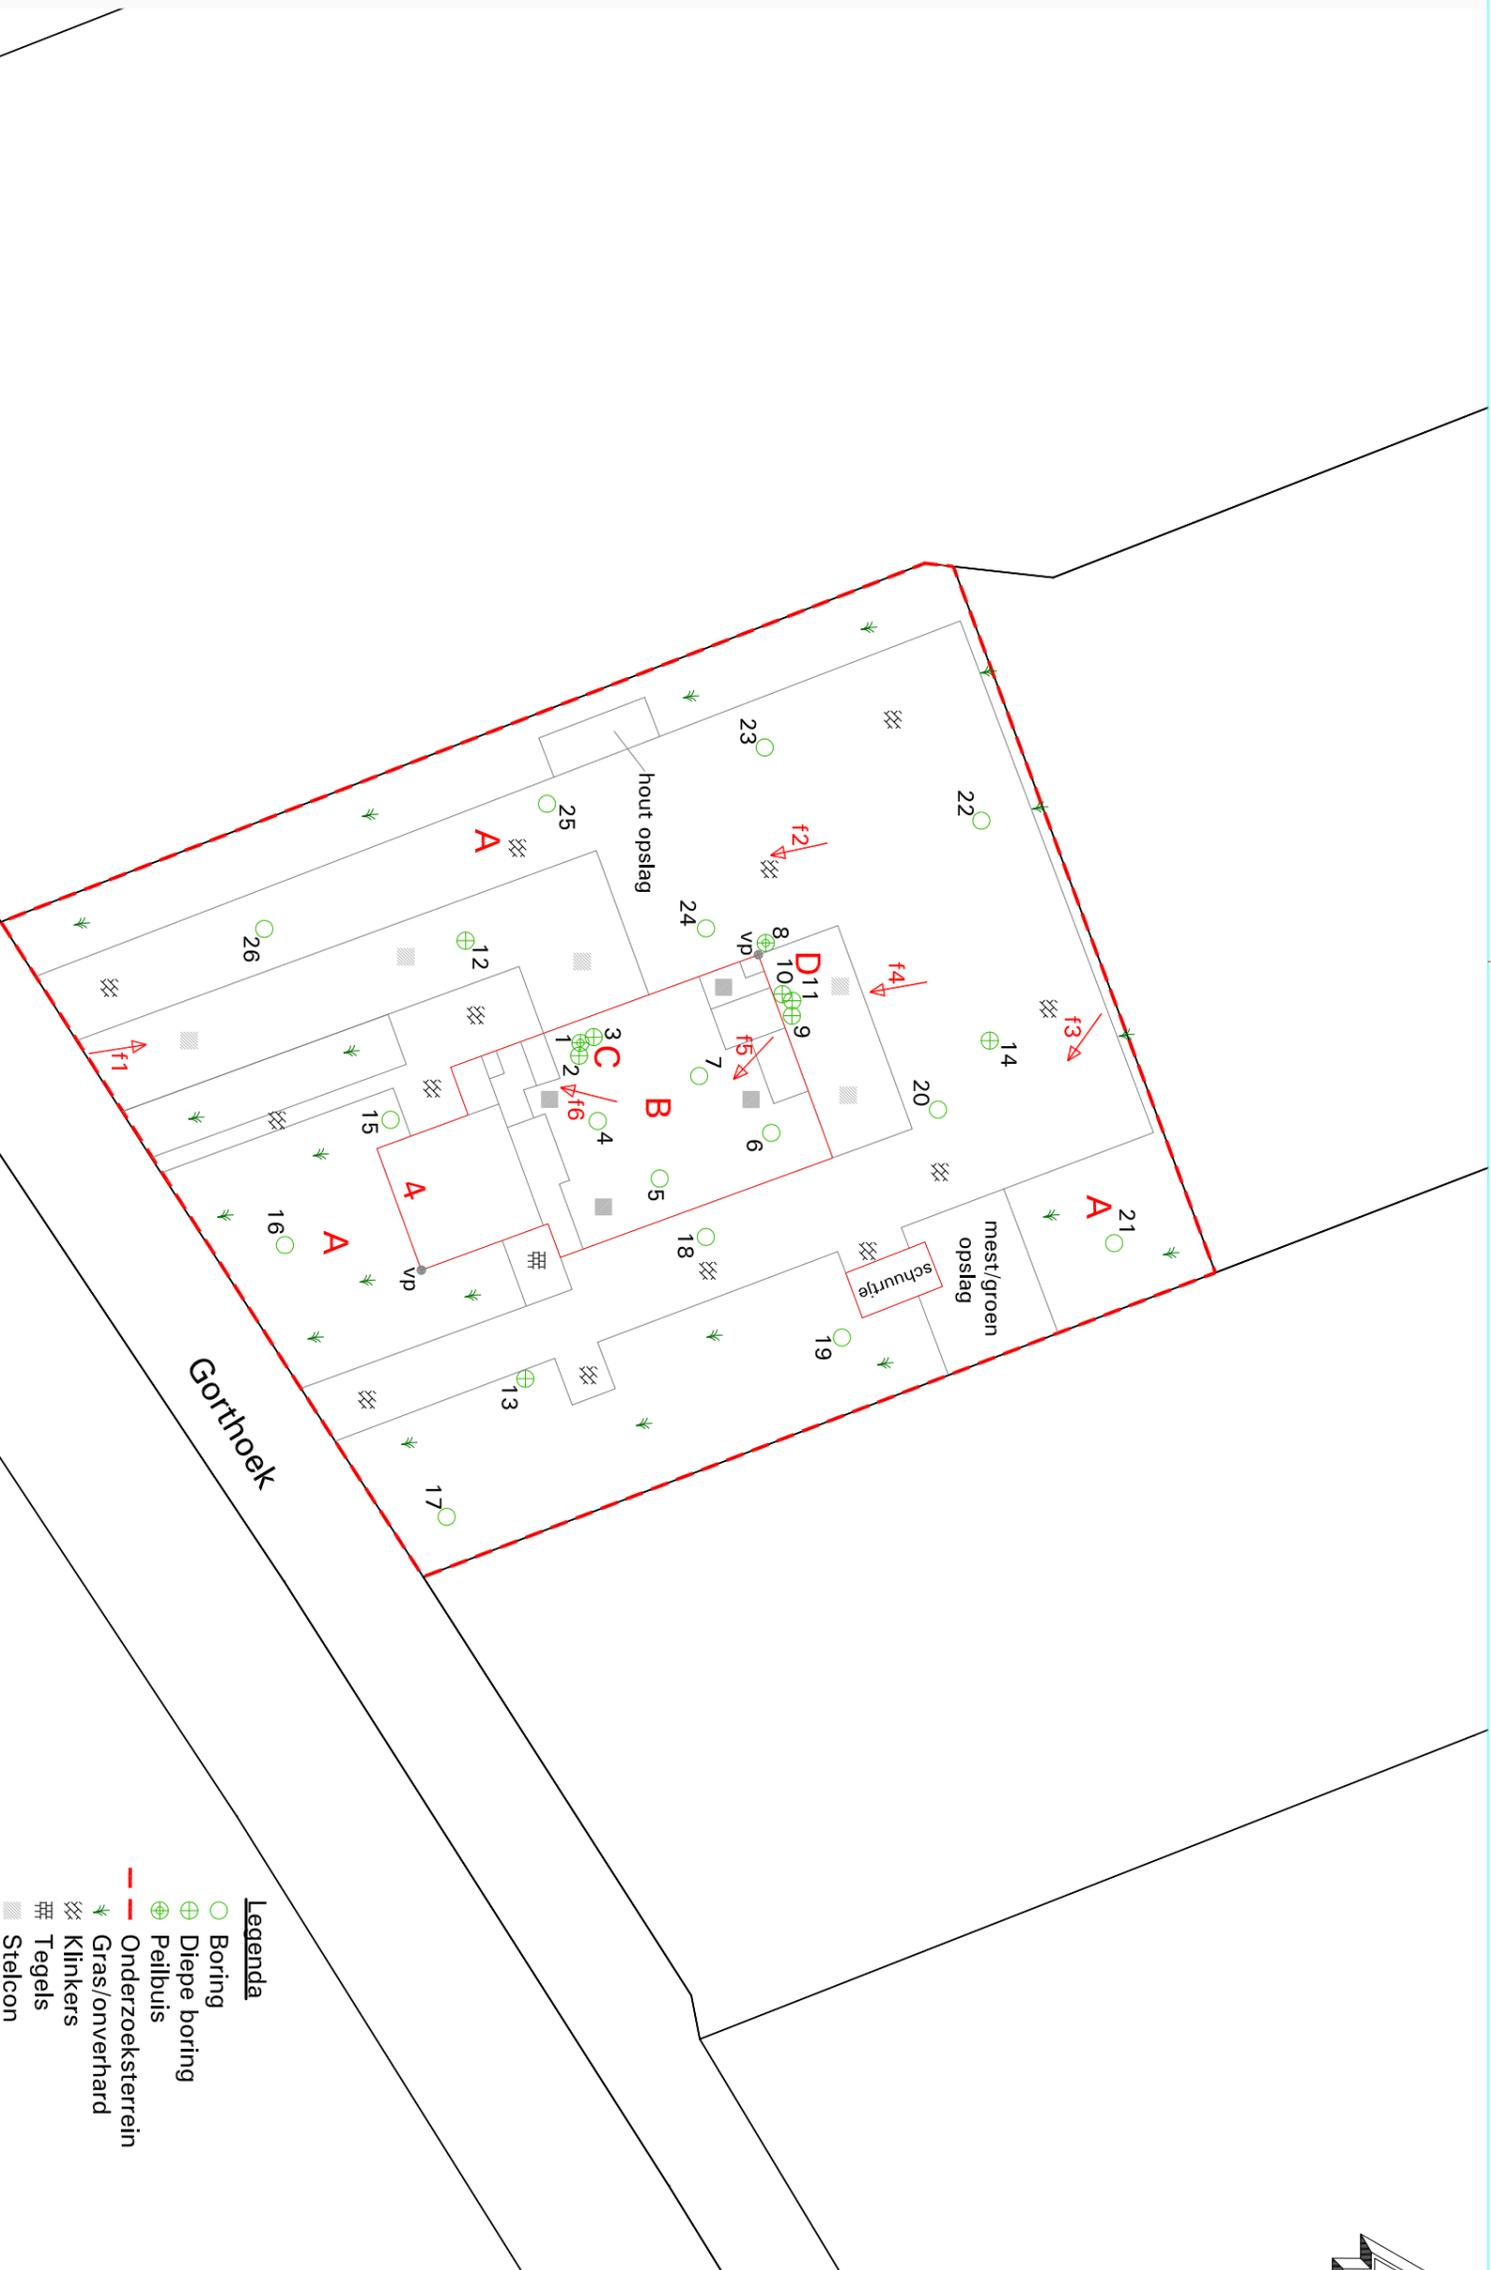 23
22
hout opslag
25
A
f2
24
8
vp
D
10
11
9
f4
f3
14
26
12
3
1
C
2
f5
7
B
f6
4
6
20
f1
15
5
4
A
21
16
A
vp
18
mest/groen
opslag
schuurtje
19
13
17
Gorthoek
Legenda
Boring
Diepe boring
Peilbuis
Onderzoeksterrein
Gras/onverhard
Klinkers
Tegels
Stelcon